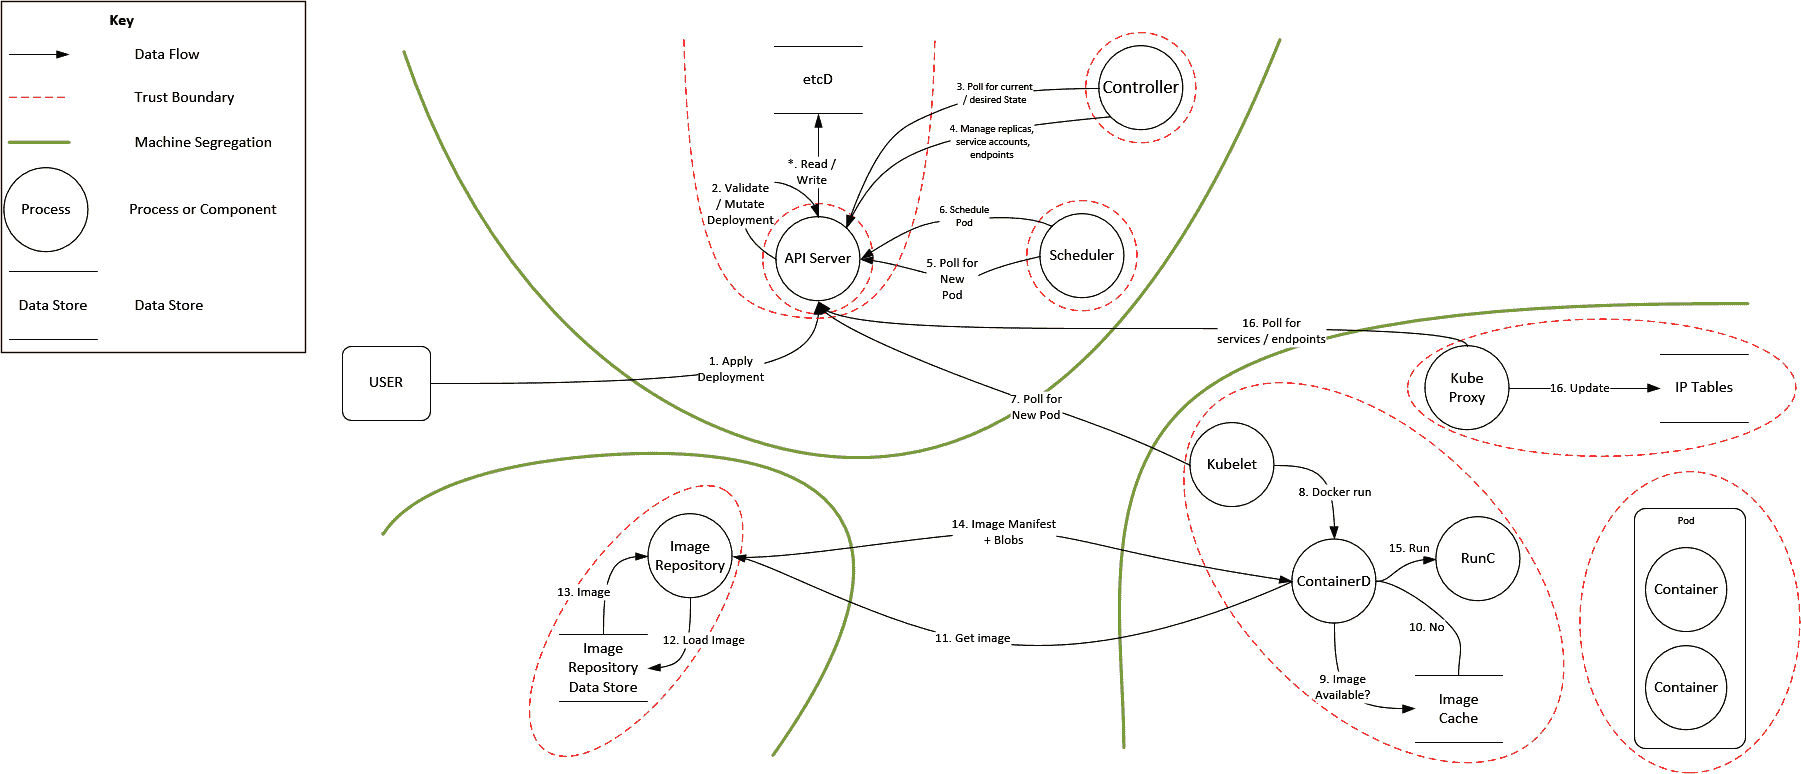 Key
Data Flow
Trust Boundary
Machine Segregation
Process
Process or Component
Data Store
Data Store
etcD
Controller
3. Poll for current
/ desired State
4. Manage replicas,
service accounts,
endpoints
*. Read /
Write
2. Validate
/ Mutate
Deployment
API Server
6. Schedule
Pod
5. Poll for
New
Pod
Scheduler
USER
1. Apply
Deployment
16. Poll for
services / endpoints
Kube
Proxy
16. Update
IP Tables
7. Poll for
New Pod
Kubelet
8. Docker run
14. Image Manifest
+ Blobs
Image
Repository
13. Image
12. Load Image
Image
Repository
Data Store
11. Get image
ContainerD
15. Run
RunC
10. No
9. Image
Available?
Image
Cache
Pod
Container
Container